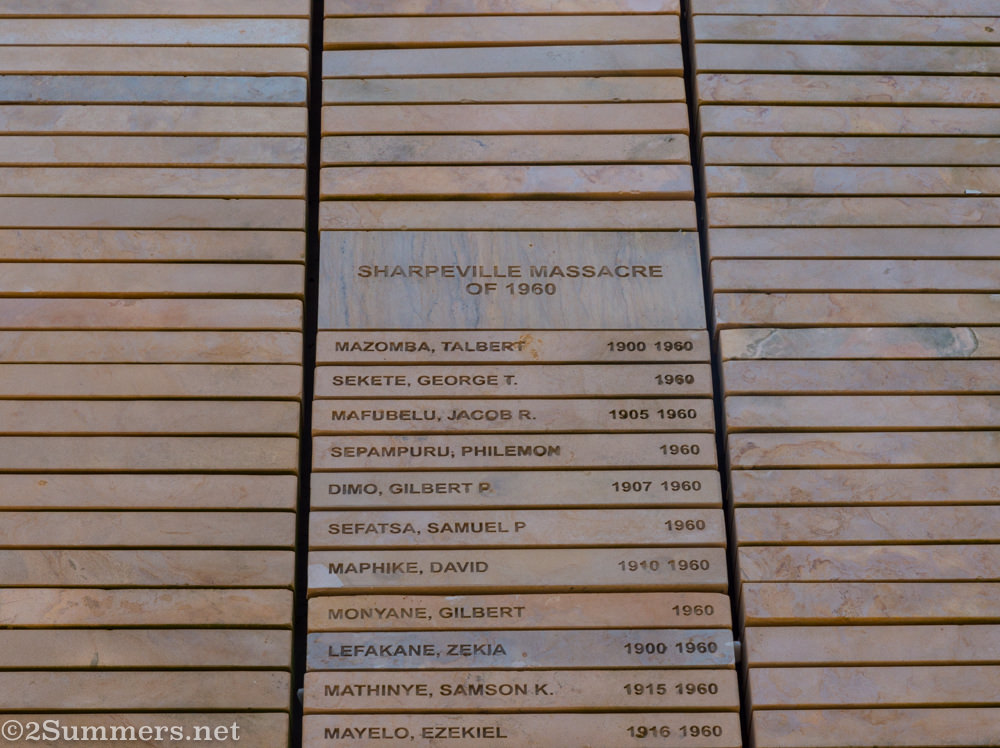 SHARPEVILLE MASSACRE
OF 1960
MAZOMBA, TALBERT 1900 1960
SEKETE, GEORGE T. 1960
MAFUBELU, JACOB R. 1905 1960
SEPAMPURU, PHILEMON 1960
DIMO, GILBERT P. 1907 1960
SEFATSA, SAMUEL P 1960
MAPHIKE, DAVID 1910 1960
MONYANE, GILBERT 1960
LEFAKANE, ZEKIA 1900 1960
MATHINYE, SAMSON K. 1915 1960
MAYELO, EZEKIEL 1916 1960
©2Summers.net